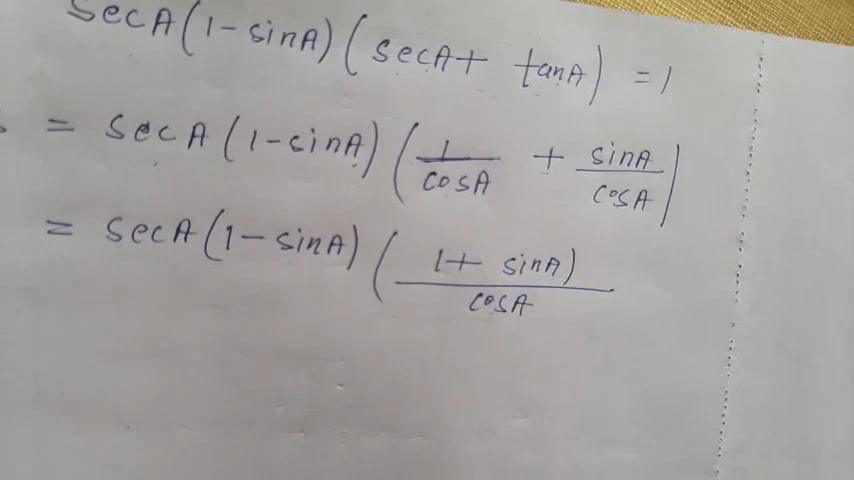 secA(1-sinA)(secA+ tanA) = 1
= secA(1-sinA)(1/cosA + sinA/cosA)
= secA(1-sinA)((1+ sinA)/cosA